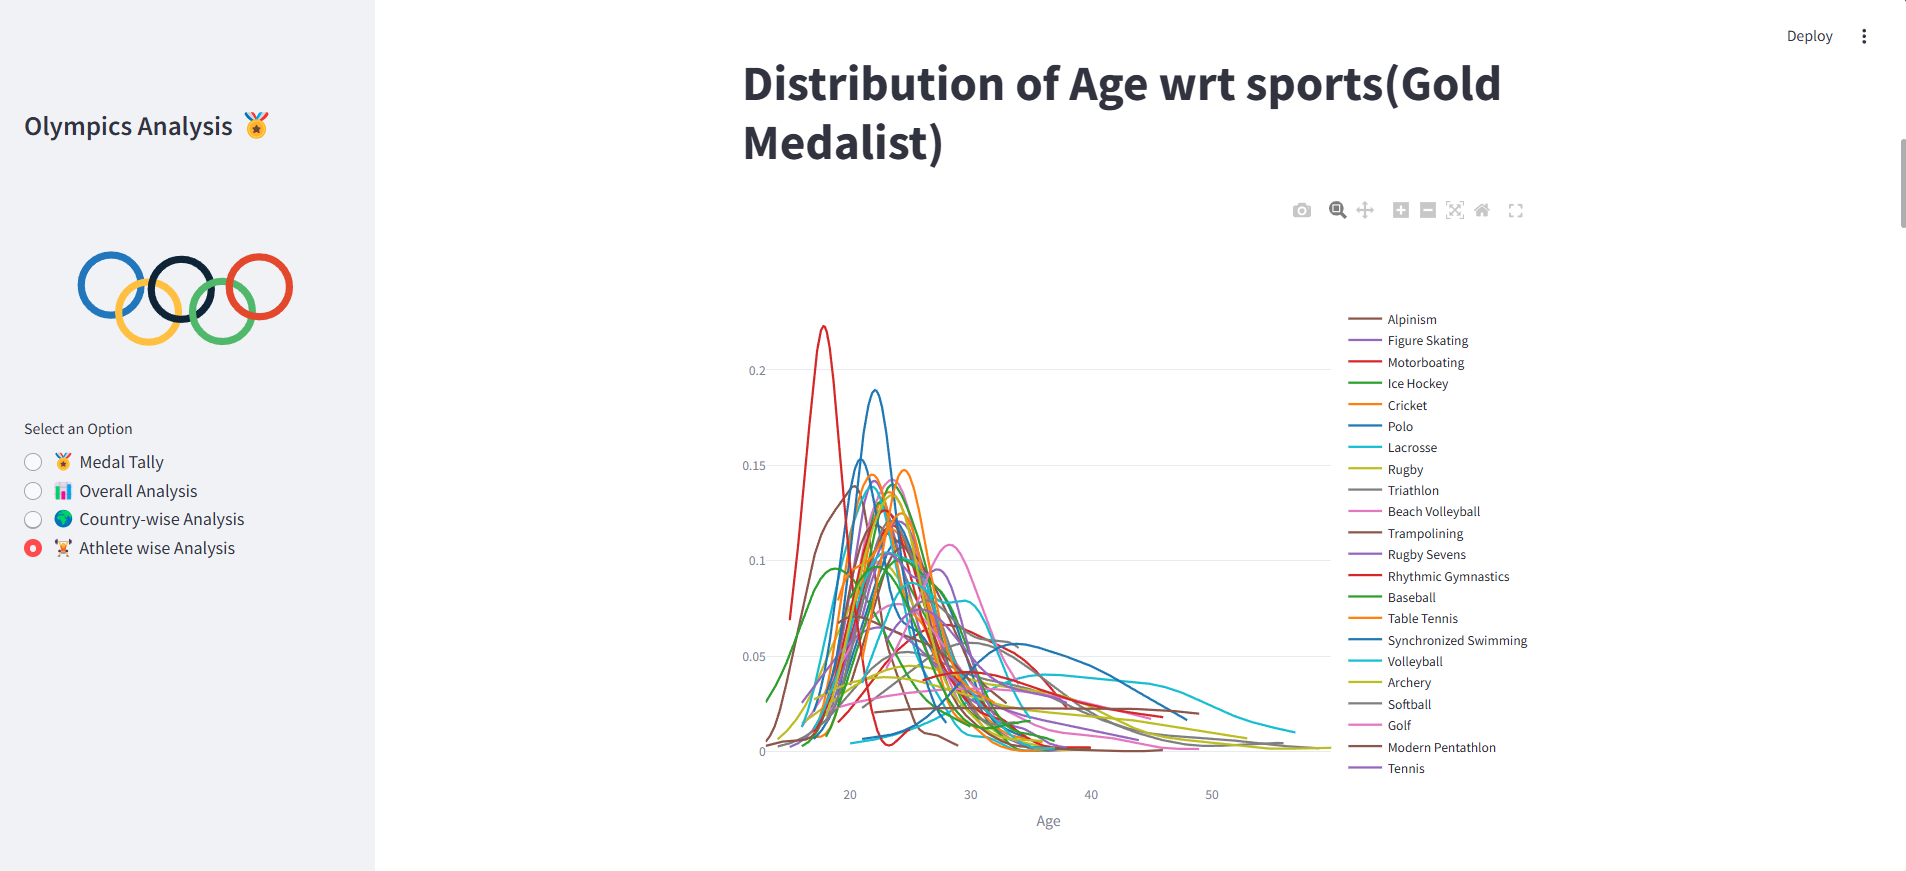 Deploy
Olympics Analysis
Select an Option
Medal Tally
Overall Analysis
Country-wise Analysis
Athlete wise Analysis
Distribution of Age wrt sports(Gold
Medalist)
0.2
0.15
0.1
0.05
0
20
30
40
50
Age
Alpinism
Figure Skating
Motorboating
Ice Hockey
Cricket
Polo
Lacrosse
Rugby
Triathlon
Beach Volleyball
Trampolining
Rugby Sevens
Rhythmic Gymnastics
Baseball
Table Tennis
Synchronized Swimming
Volleyball
Archery
Softball
Golf
Modern Pentathlon
Tennis